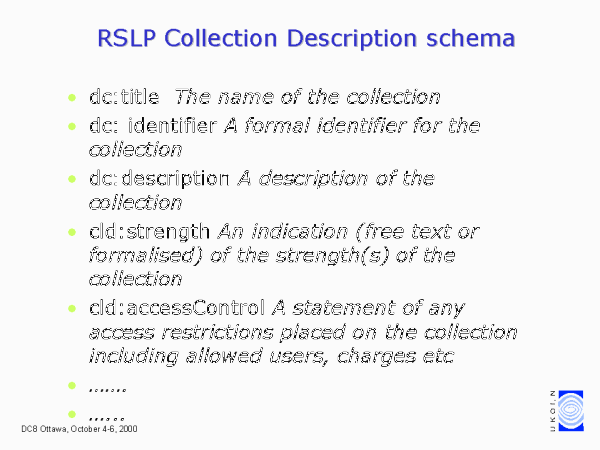 RSLP Collection Description schema
• dc:title The name of the collection
• dc: identifier A formal identifier for the
collection
• dc:description A description of the
collection
• cld:strength An indication (free text or
formalised) of the strength(s) of the
collection
• cld:accessControl A statement of any
access restrictions placed on the collection
including allowed users, charges etc
• .......
• ......
DC8 Ottawa, October 4-6, 2000
UKOLN